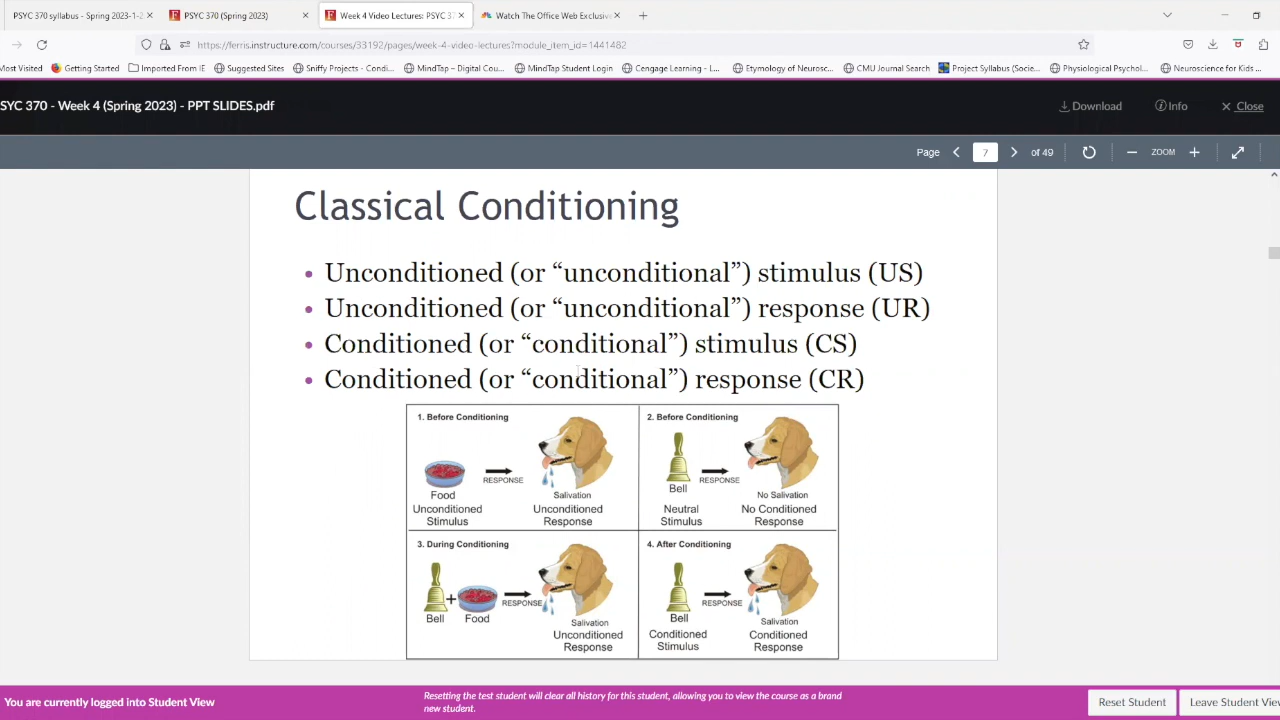 PSYC 370 syllabus - Spring 2023-1-2
PSYC 370 (Spring 2023)
Week 4 Video Lectures: PSYC 37
Watch The Office Web Exclusive
https://ferris.instructure.com/courses/33192/pages/week-4-video-lectures?module_item_id=1441482
Most Visited Getting Started Imported From IE Suggested Sites Sniffy Projects - Condi... MindTap - Digital Cou... MindTap Student Login Cengage Learning - L... Etymology of Neurosc... CMU Journal Search Project Syllabus (Socie... Physiological Psychol... Neuroscience for Kids ...
SYC 370 - Week 4 (Spring 2023) - PPT SLIDES.pdf
Download Info Close
Page 7 of 49 ZOOM
Classical Conditioning
• Unconditioned (or “unconditional”) stimulus (US)
• Unconditioned (or “unconditional”) response (UR)
• Conditioned (or “conditional”) stimulus (CS)
• Conditioned (or “conditional”) response (CR)
1. Before Conditioning
RESPONSE
Food
Salivation
Unconditioned
Stimulus
Unconditioned
Response
2. Before Conditioning
RESPONSE
Bell
No Salivation
Neutral
Stimulus
No Conditioned
Response
3. During Conditioning
+
RESPONSE
Bell
Food
Salivation
Unconditioned
Response
4. After Conditioning
RESPONSE
Bell
Salivation
Conditioned
Stimulus
Conditioned
Response
You are currently logged into Student View
Resetting the test student will clear all history for this student, allowing you to view the course as a brand
new student.
Reset Student
Leave Student View